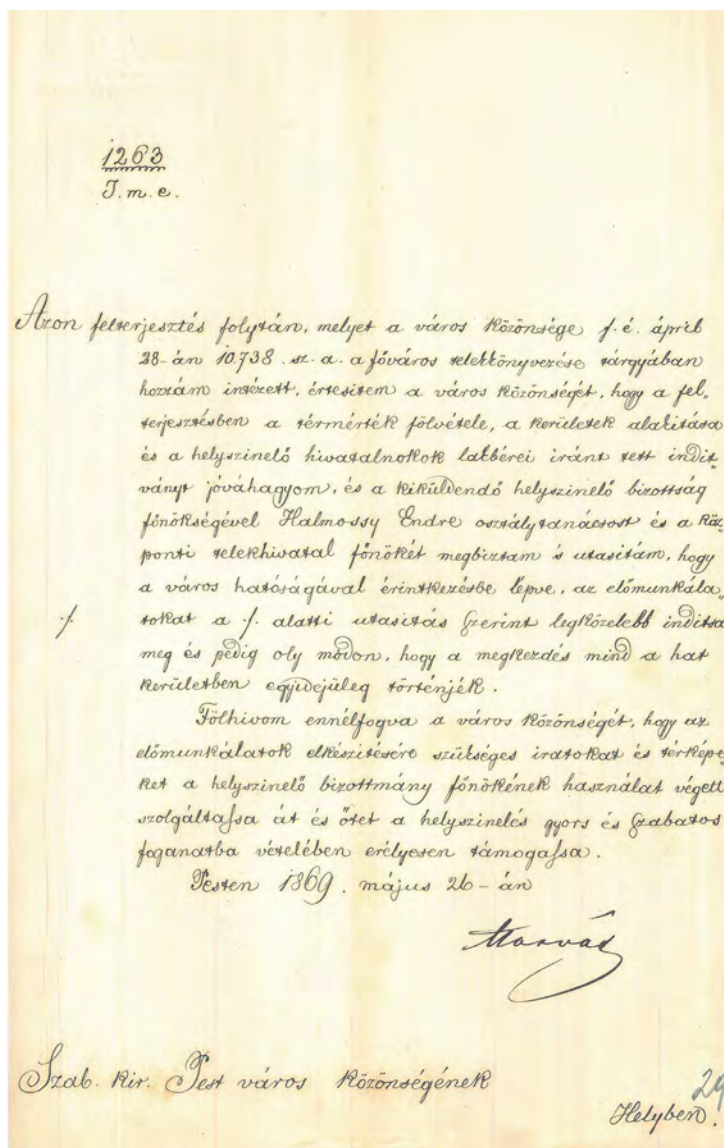 1263
I. m. e.
Azon felterjesztés folytán, melyet a város közönsége f. é. ápril
28-án 10.738. sz. a. a főváros telekkönyvezése tárgyában
hozzám intézett, értesitem a város közönségét, hogy a fel„
terjesztésben a térmérték fölvétele, a kerületek alakitása
és a helyszinelő hivatalnokok lakbérei iránt tett indit„
ványt jóváhagyom, és a kiküldendő helyszinelő bizottság
főnökségével Halmossy Endre osztálytanácsost és a köz„
ponti telekhivatal főnökét megbiztam és utasitám, hogy
a város hatóságával érintkezésbe lépve, az előmunkála„
·/. tokat a ·/. alatti utasitás szerint legközelebb inditsa
meg és pedig oly módon, hogy a megkezdés mind a hat
kerületben egyidejüleg történjék.
Fölhivom ennélfogva a város közönségét, hogy az
előmunkálatok elkészitésére szükséges iratokat és térképe„
ket a helyszinelő bizottmány főnökének használat végett
szolgáltassa át és őtet a helyszinelés gyors és szabatos
foganatba vételében erélyesen támogassa.
Pesten 1869. május 26-án
Horvát
Szab. kir. Pest város közönségének
29
Helyben.